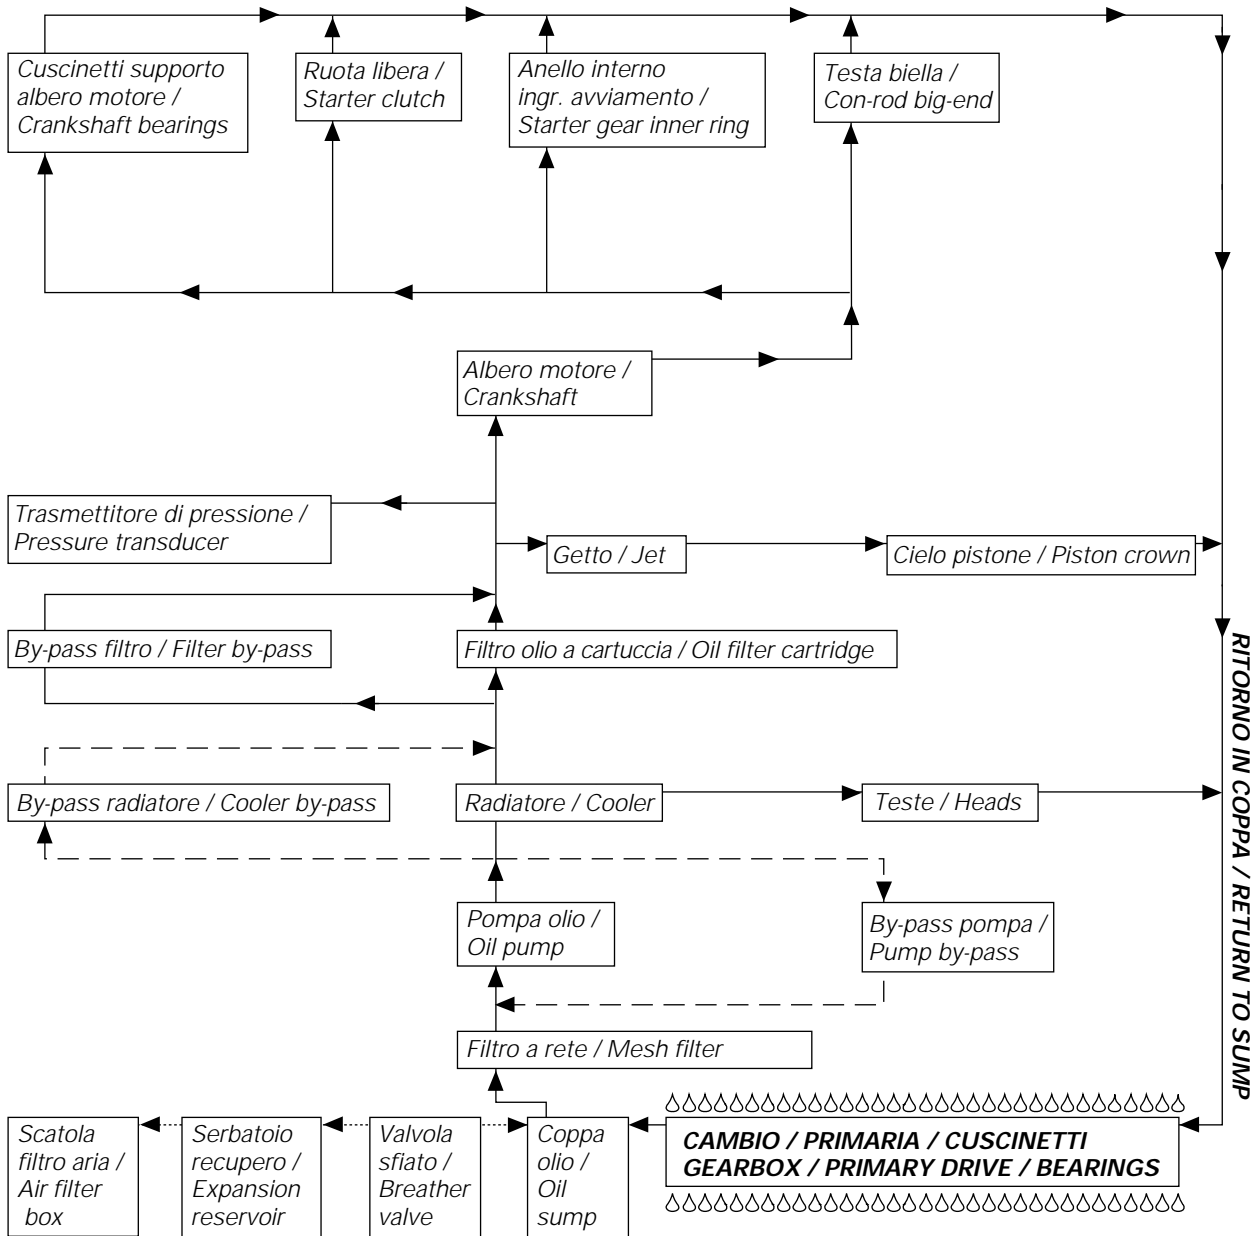 Cuscinetti supporto
albero motore /
Crankshaft bearings
Ruota libera /
Starter clutch
Anello interno
ingr. avviamento /
Starter gear inner ring
Testa biella /
Con-rod big-end
Albero motore /
Crankshaft
Trasmettitore di pressione /
Pressure transducer
Getto / Jet
Cielo pistone / Piston crown
By-pass filtro / Filter by-pass
Filtro olio a cartuccia / Oil filter cartridge
RITORNO IN COPPA / RETURN TO SUMP
By-pass radiatore / Cooler by-pass
Radiatore / Cooler
Teste / Heads
Pompa olio /
Oil pump
By-pass pompa /
Pump by-pass
Filtro a rete / Mesh filter
Scatola
filtro aria /
Air filter
box
Serbatoio
recupero /
Expansion
reservoir
Valvola
sfiato /
Breather
valve
Coppa
olio /
Oil
sump
CAMBIO / PRIMARIA / CUSCINETTI
GEARBOX / PRIMARY DRIVE / BEARINGS